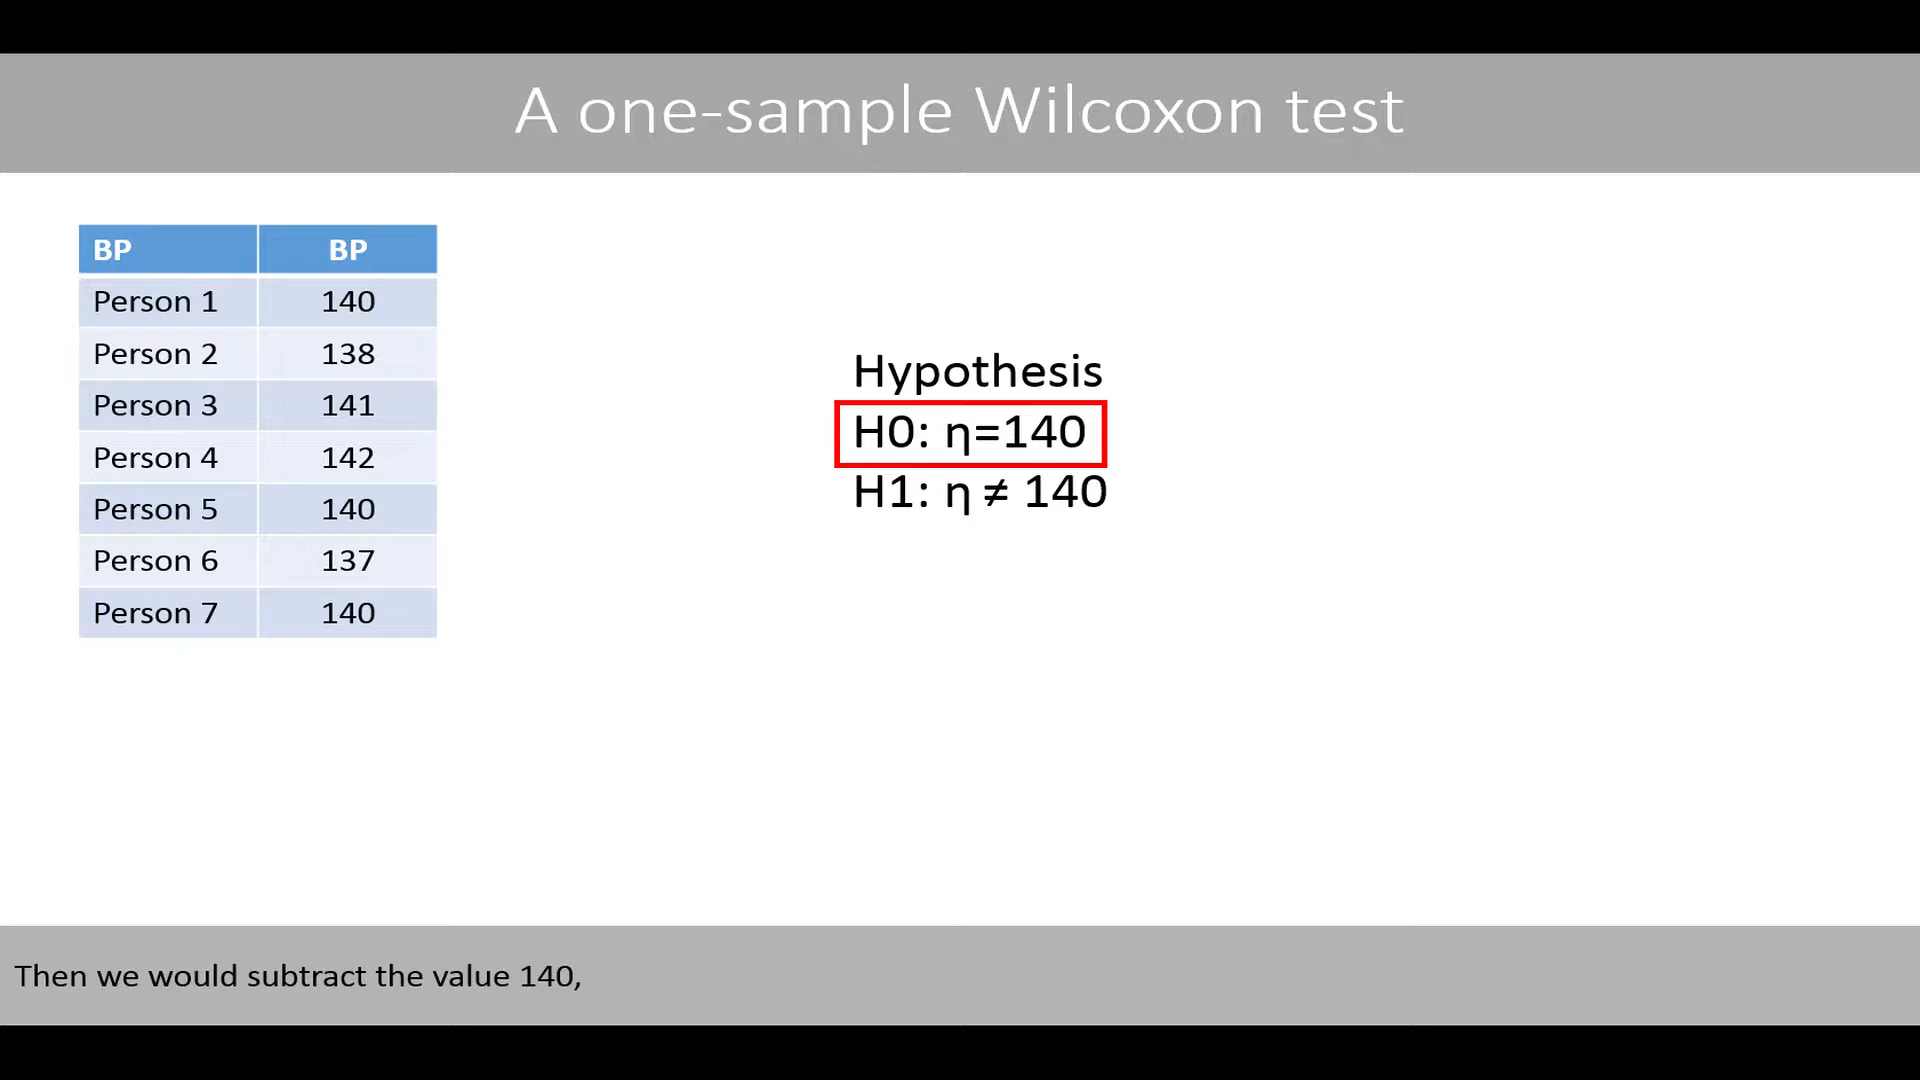 A one-sample Wilcoxon test
BP BP
Person 1 140
Person 2 138
Person 3 141
Person 4 142
Person 5 140
Person 6 137
Person 7 140
Hypothesis
H0: η=140
H1: η ≠ 140
Then we would subtract the value 140,